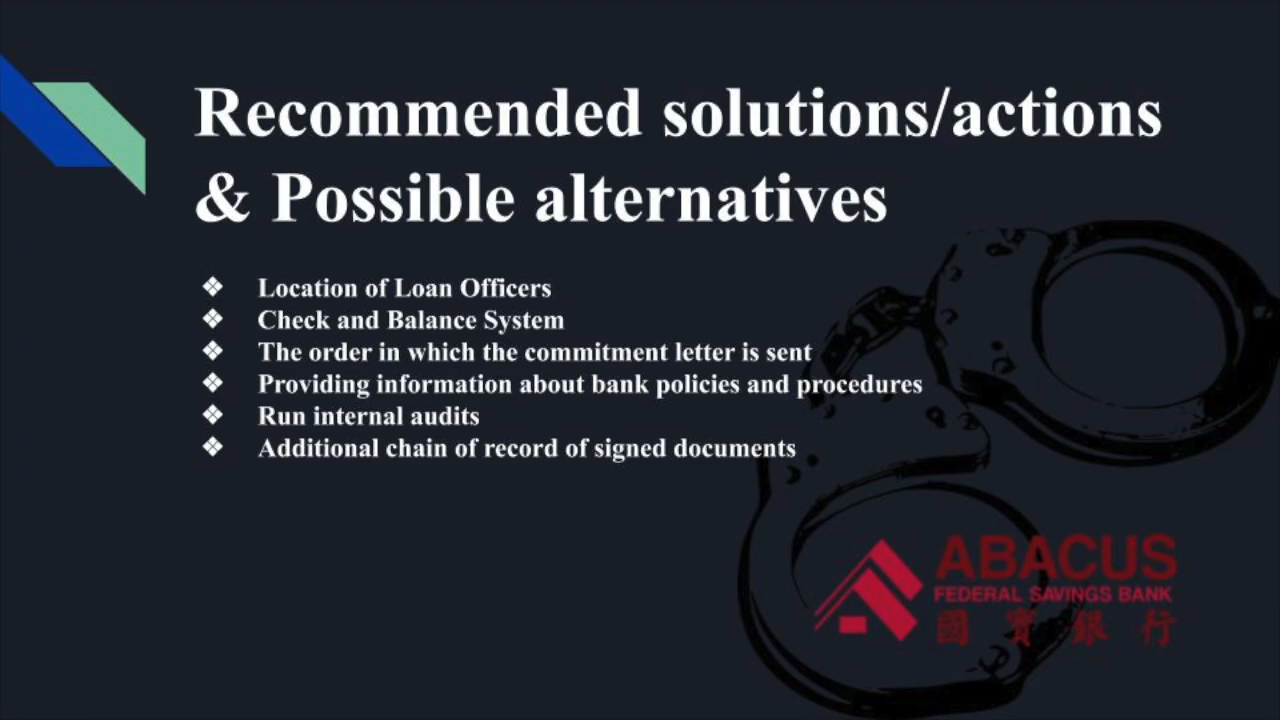 Recommended solutions/actions
& Possible alternatives
❖ Location of Loan Officers
❖ Check and Balance System
❖ The order in which the commitment letter is sent
❖ Providing information about bank policies and procedures
❖ Run internal audits
❖ Additional chain of record of signed documents
ABACUS
FEDERAL SAVINGS BANK
國寶銀行